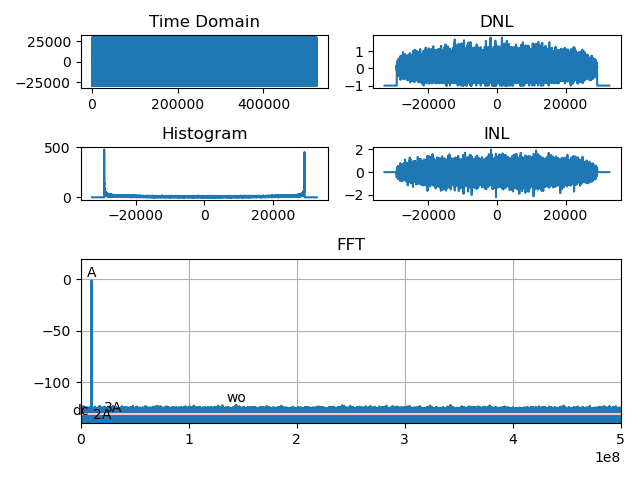 Time Domain
25000
0
−25000
0 200000 400000
DNL
1
0
−1
−20000 0 20000
Histogram
500
0
−20000 0 20000
INL
2
0
−2
−20000 0 20000
FFT
0
−50
−100
A
dc 2A 3A wo
0 1 2 3 4 5
1e8